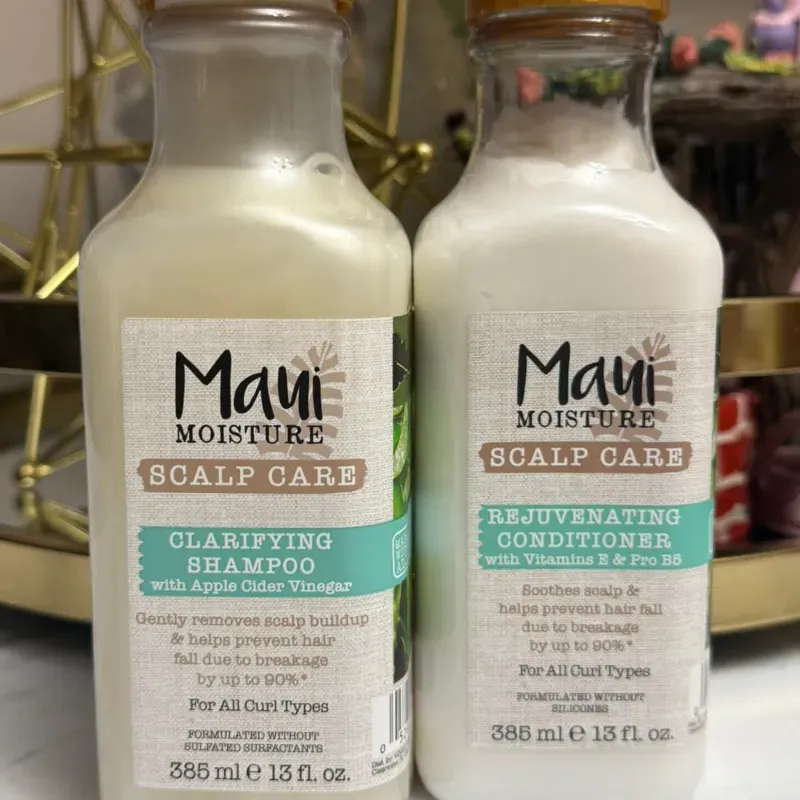 Maui
MOISTURE
SCALP CARE
CLARIFYING
SHAMPOO
with Apple Cider Vinegar
Gently removes scalp buildup
& helps prevent hair
fall due to breakage
by up to 90%*
For All Curl Types
FORMULATED WITHOUT
SULFATED SURFACTANTS
385 ml ℮ 13 fl. oz.
Maui
MOISTURE
SCALP CARE
REJUVENATING
CONDITIONER
with Vitamins E & Pro B5
Soothes scalp &
helps prevent hair fall
due to breakage
by up to 90%*
For All Curl Types
FORMULATED WITHOUT
SILICONES
385 ml ℮ 13 fl. oz.